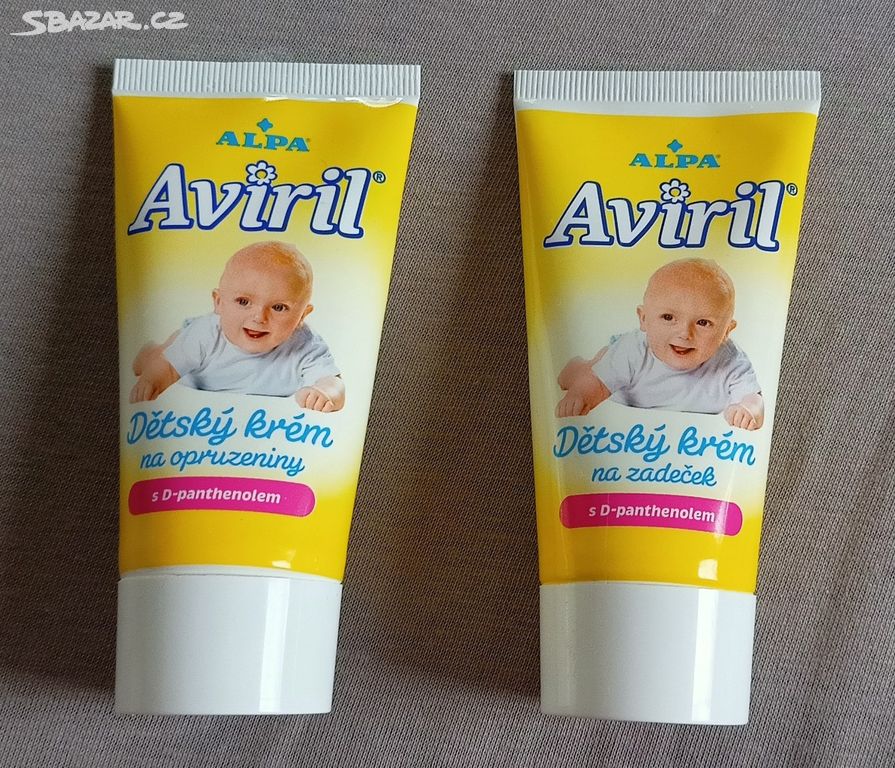 SBAZAR.CZ
ALPA®
Aviril®
Dětský krém
na opruzeniny
s D-panthenolem
ALPA®
Aviril®
Dětský krém
na zadeček
s D-panthenolem